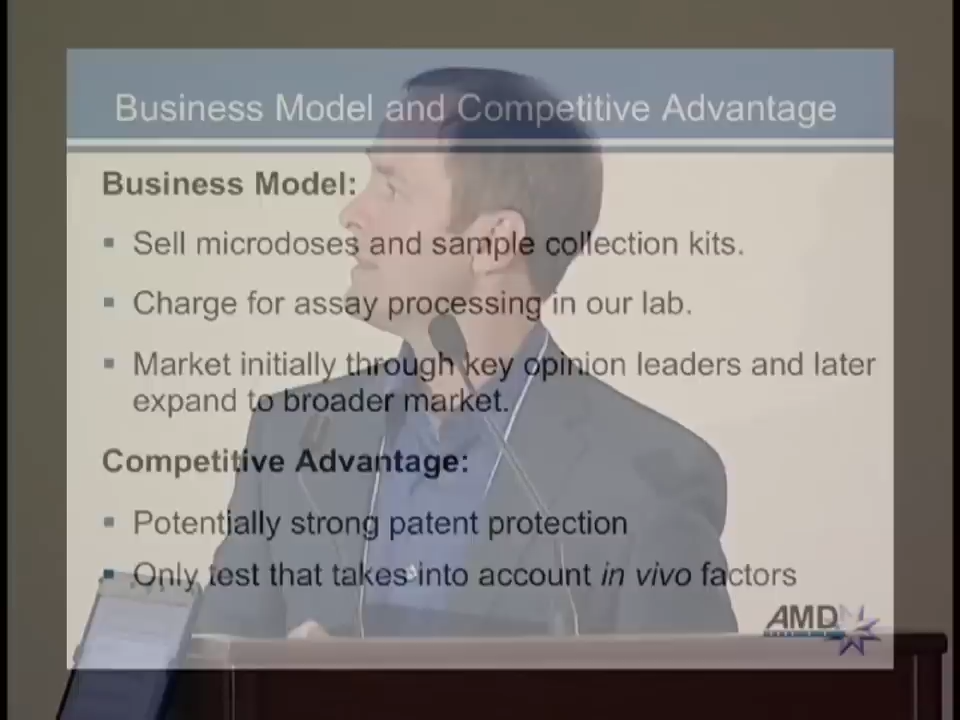 Business Model and Competitive Advantage
Business Model:
▪ Sell microdoses and sample collection kits.
▪ Charge for assay processing in our lab.
▪ Market initially through key opinion leaders and later
expand to broader market.
Competitive Advantage:
▪ Potentially strong patent protection
▪ Only test that takes into account in vivo factors
AMD